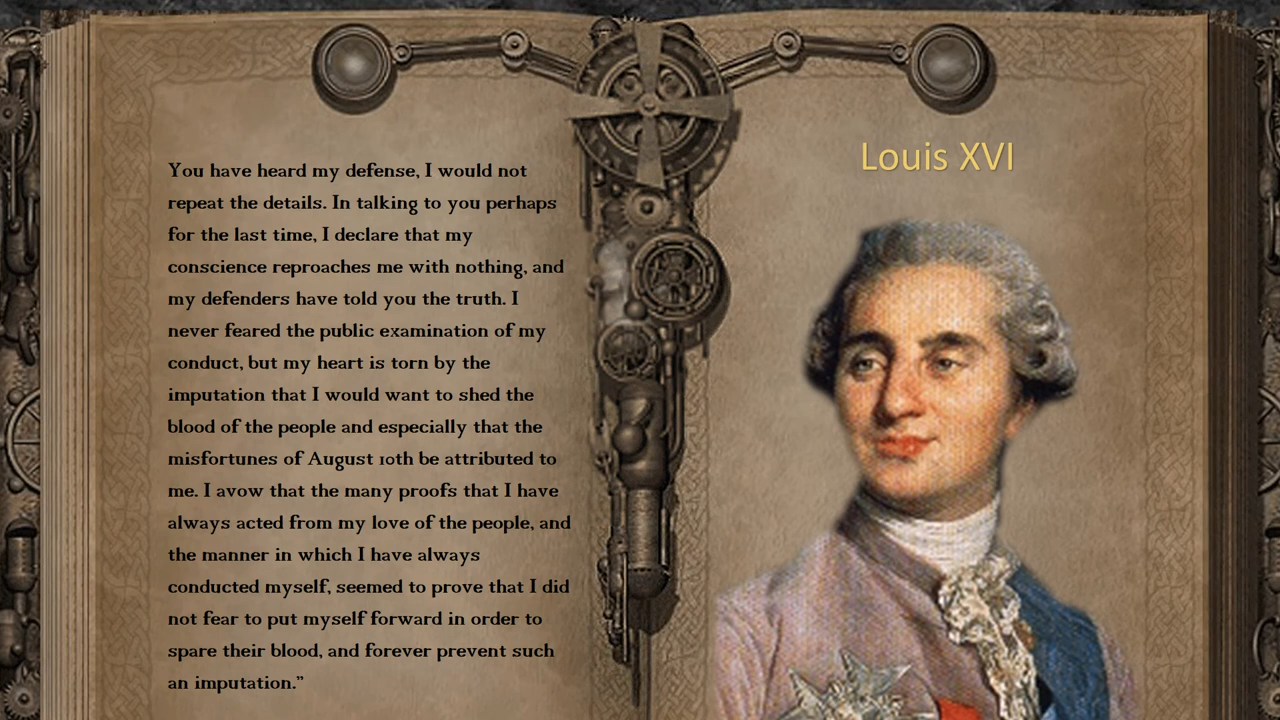 You have heard my defense, I would not
repeat the details. In talking to you perhaps
for the last time, I declare that my
conscience reproaches me with nothing, and
my defenders have told you the truth. I
never feared the public examination of my
conduct, but my heart is torn by the
imputation that I would want to shed the
blood of the people and especially that the
misfortunes of August 10th be attributed to
me. I avow that the many proofs that I have
always acted from my love of the people, and
the manner in which I have always
conducted myself, seemed to prove that I did
not fear to put myself forward in order to
spare their blood, and forever prevent such
an imputation.”
Louis XVI